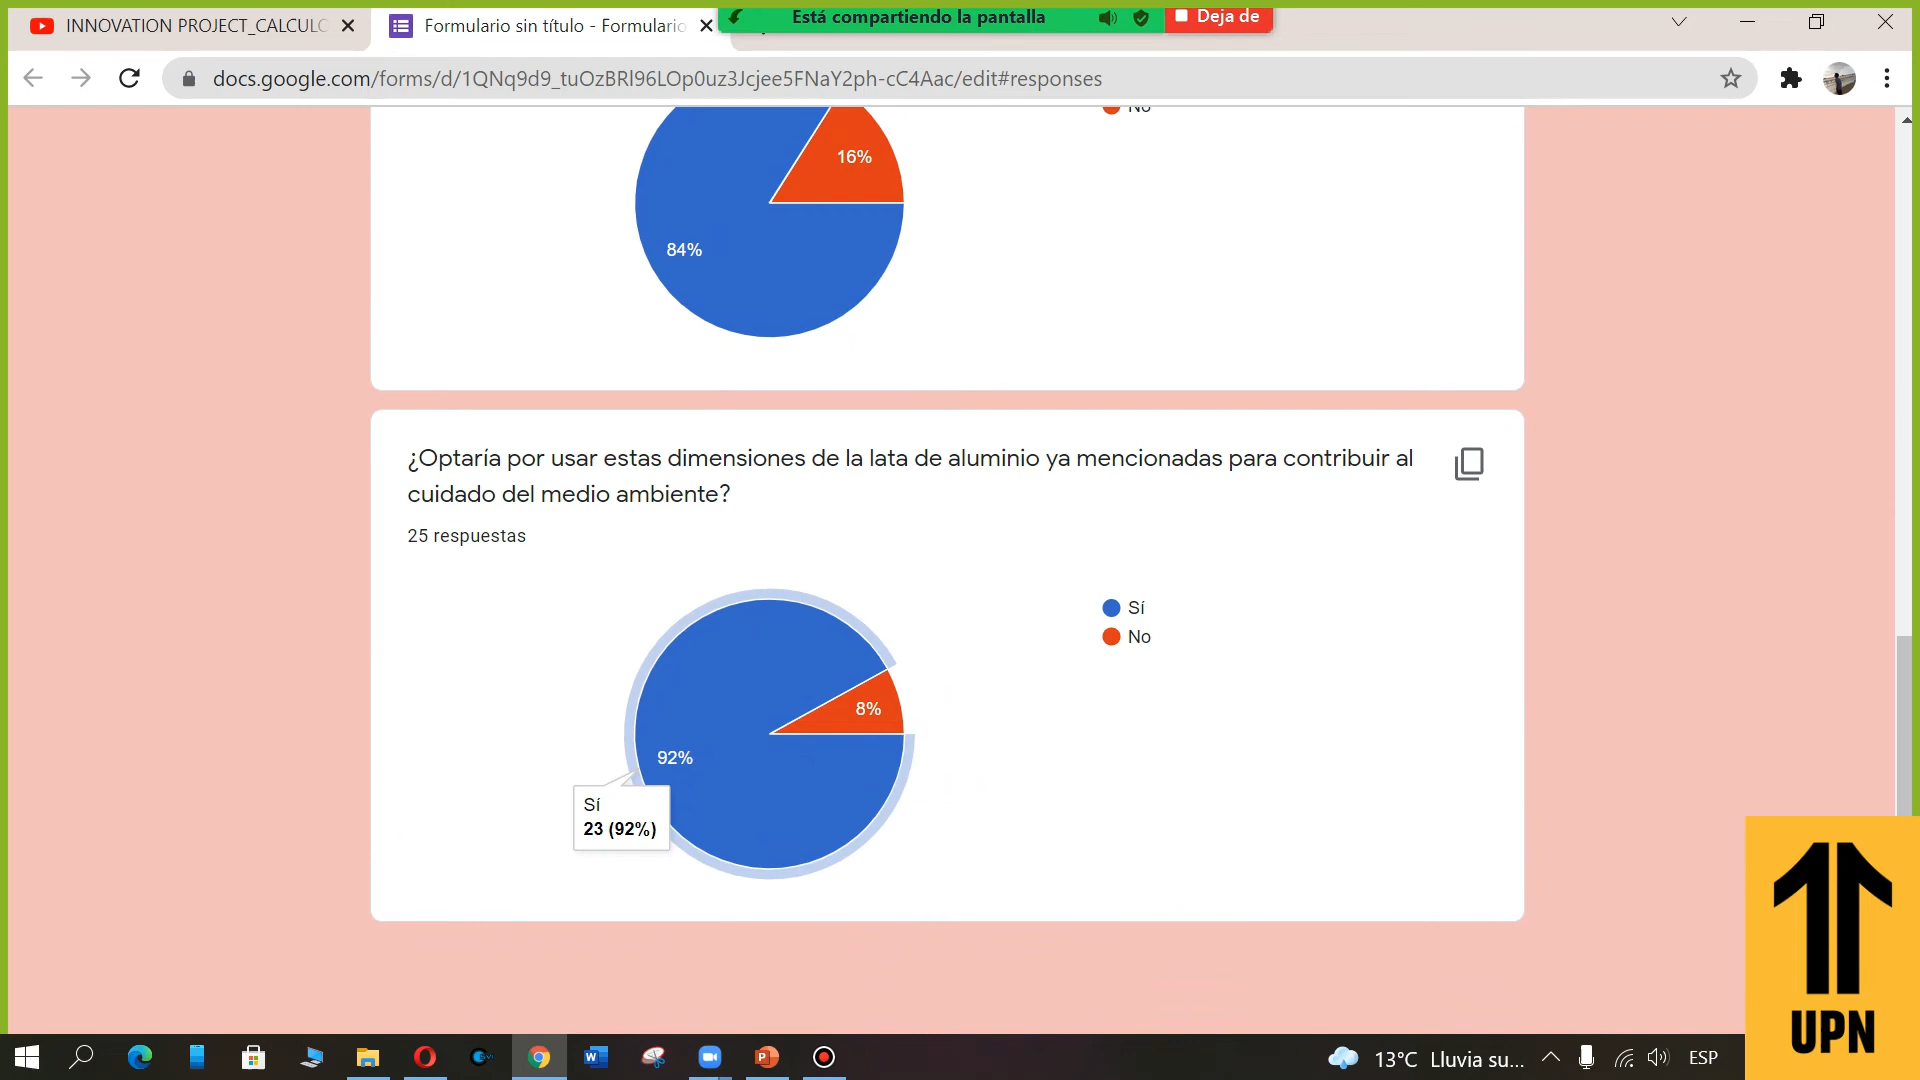 INNOVATION PROJECT_CALCULO
Formulario sin título - Formulario
Está compartiendo la pantalla
Deja de
docs.google.com/forms/d/1QNq9d9_tuOzBRl96LOp0uz3Jcjee5FNaY2ph-cC4Aac/edit#responses
No
16%
84%
¿Optaría por usar estas dimensiones de la lata de aluminio ya mencionadas para contribuir al
cuidado del medio ambiente?
25 respuestas
Sí
No
8%
92%
Sí
23 (92%)
UPN
13°C Lluvia su...
ESP